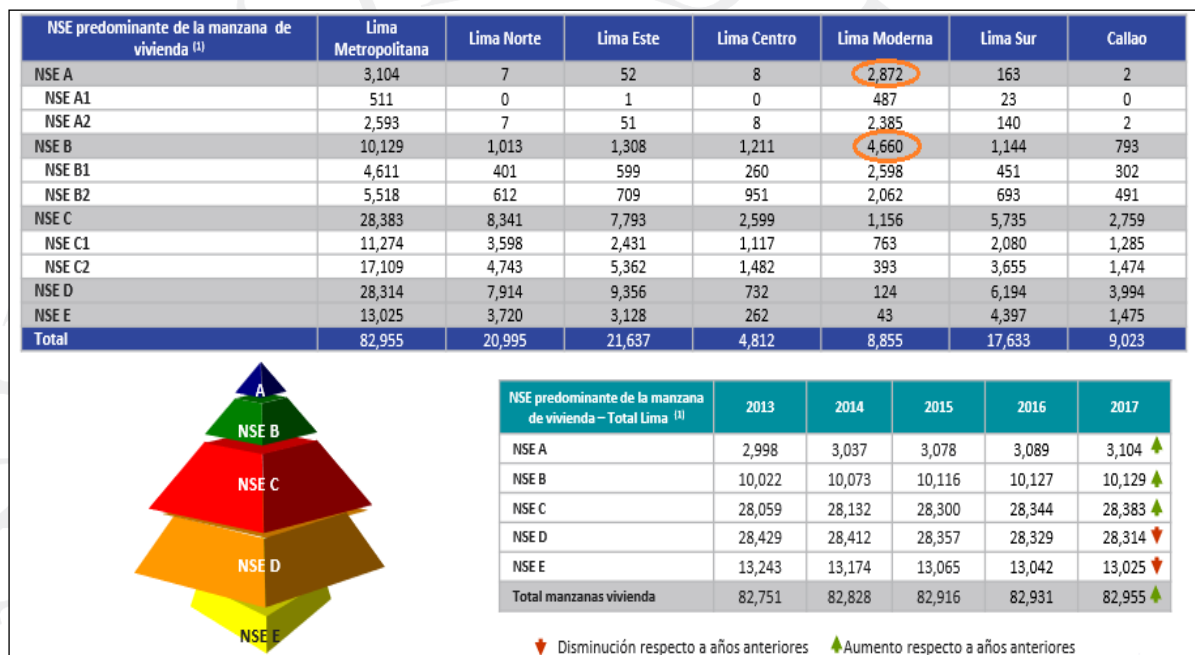 NSE predominante de la manzana de vivienda (1) Lima Metropolitana Lima Norte Lima Este Lima Centro Lima Moderna Lima Sur Callao
NSE A 3,104 7 52 8 2,872 163 2
NSE A1 511 0 1 0 487 23 0
NSE A2 2,593 7 51 8 2,385 140 2
NSE B 10,129 1,013 1,308 1,211 4,660 1,144 793
NSE B1 4,611 401 599 260 2,598 451 302
NSE B2 5,518 612 709 951 2,062 693 491
NSE C 28,383 8,341 7,793 2,599 1,156 5,735 2,759
NSE C1 11,274 3,598 2,431 1,117 763 2,080 1,285
NSE C2 17,109 4,743 5,362 1,482 393 3,655 1,474
NSE D 28,314 7,914 9,356 732 124 6,194 3,994
NSE E 13,025 3,720 3,128 262 43 4,397 1,475
Total 82,955 20,995 21,637 4,812 8,855 17,633 9,023
A
NSE B
NSE C
NSE D
NSE E
NSE predominante de la manzana de vivienda – Total Lima (1) 2013 2014 2015 2016 2017
NSE A 2,998 3,037 3,078 3,089 3,104
NSE B 10,022 10,073 10,116 10,127 10,129
NSE C 28,059 28,132 28,300 28,344 28,383
NSE D 28,429 28,412 28,357 28,329 28,314
NSE E 13,243 13,174 13,065 13,042 13,025
Total manzanas vivienda 82,751 82,828 82,916 82,931 82,955
Disminución respecto a años anteriores Aumento respecto a años anteriores